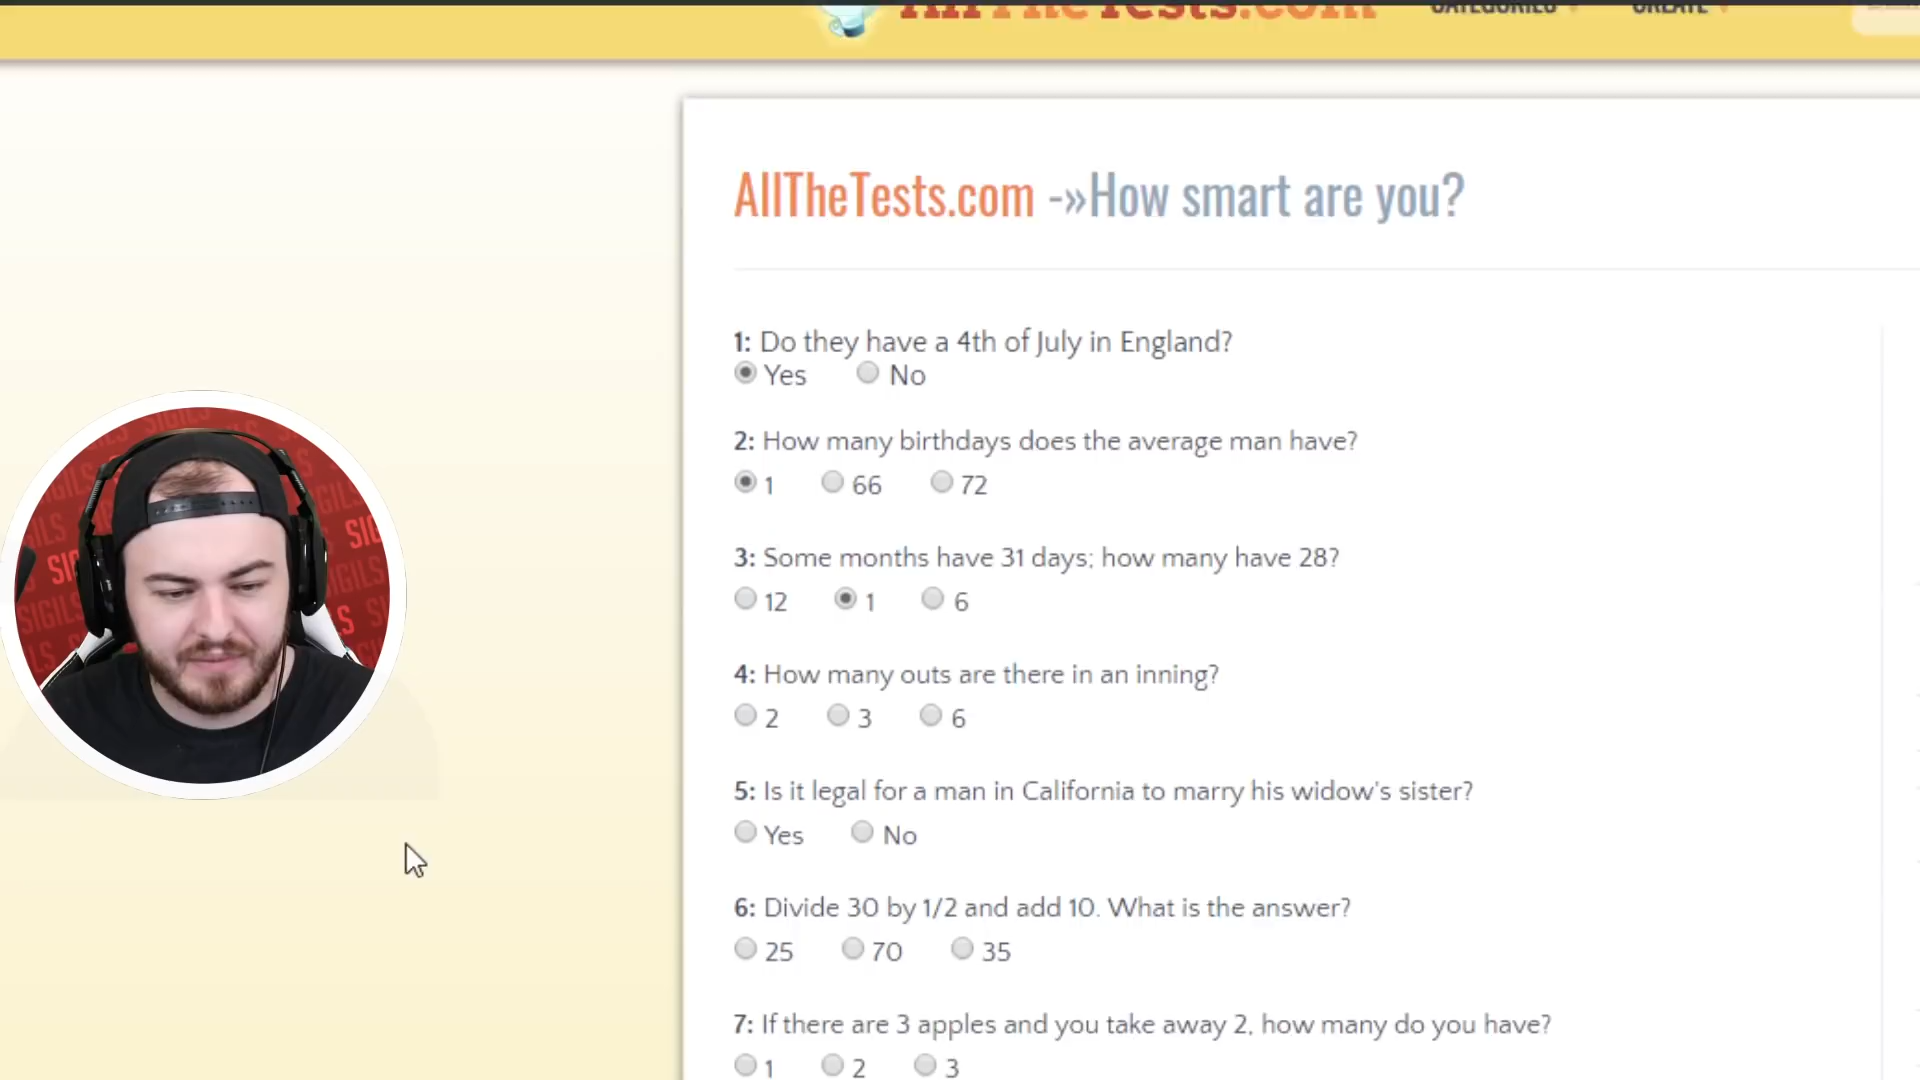 AllTheTests.com
CATEGORIES
CREATE
AllTheTests.com -»How smart are you?
1: Do they have a 4th of July in England?
Yes No
2: How many birthdays does the average man have?
1 66 72
3: Some months have 31 days; how many have 28?
12 1 6
4: How many outs are there in an inning?
2 3 6
5: Is it legal for a man in California to marry his widow's sister?
Yes No
6: Divide 30 by 1/2 and add 10. What is the answer?
25 70 35
7: If there are 3 apples and you take away 2, how many do you have?
1 2 3
SIGILS